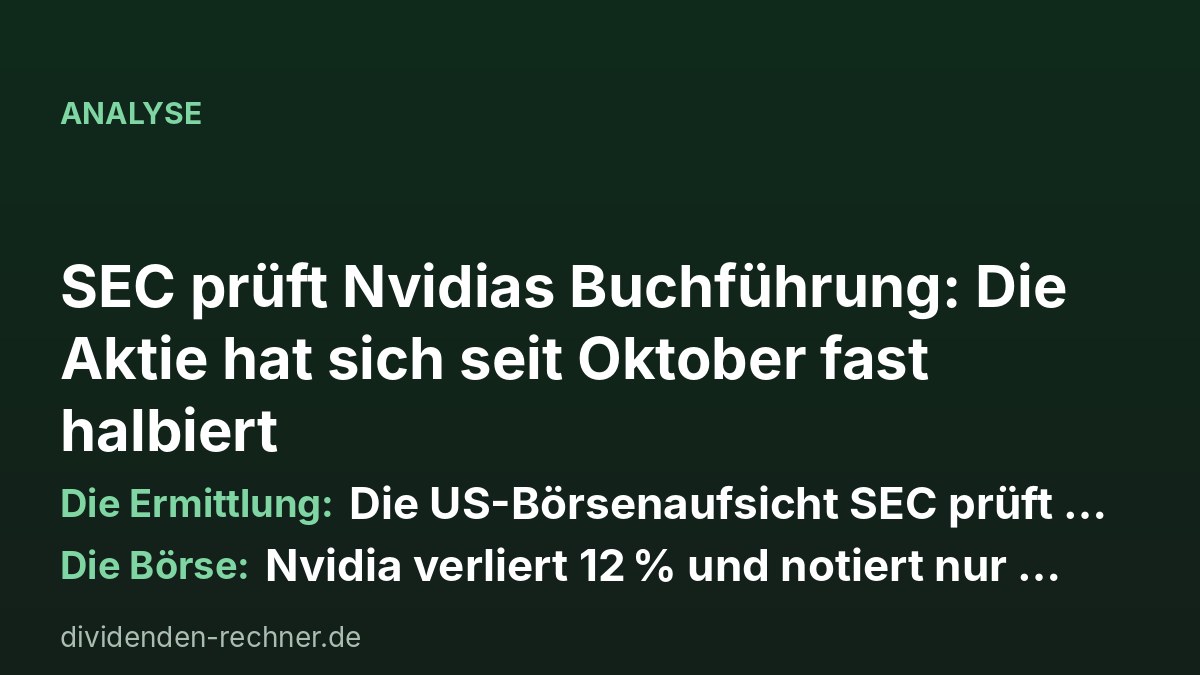 ANALYSE
SEC prüft Nvidias Buchführung: Die
Aktie hat sich seit Oktober fast
halbiert
Die Ermittlung: Die US-Börsenaufsicht SEC prüft …
Die Börse: Nvidia verliert 12 % und notiert nur …
dividenden-rechner.de